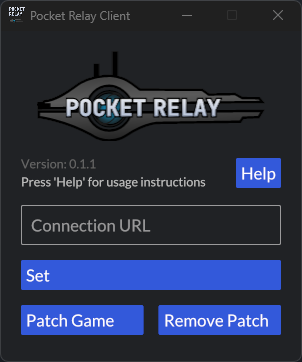 POCKET
RELAY
Pocket Relay Client
POCKET RELAY
Version: 0.1.1
Press 'Help' for usage instructions
Help
Connection URL
Set
Patch Game
Remove Patch